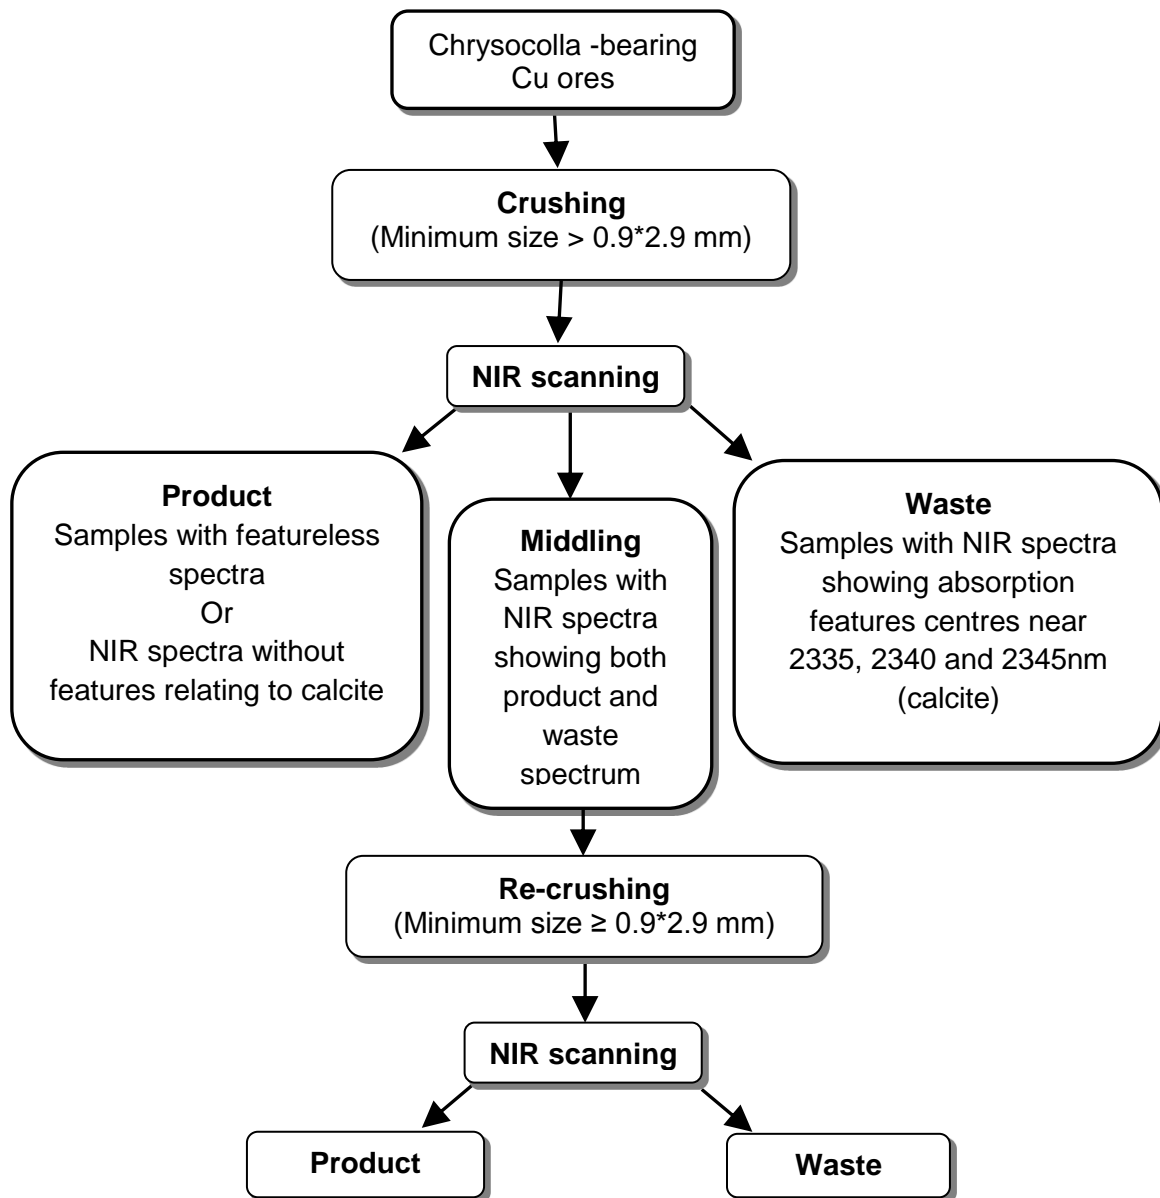 Chrysocolla -bearing
Cu ores
Crushing
(Minimum size > 0.9*2.9 mm)
NIR scanning
Product
Samples with featureless
spectra
Or
NIR spectra without
features relating to calcite
Middling
Samples with
NIR spectra
showing both
product and
waste
spectrum
Waste
Samples with NIR spectra
showing absorption
features centres near
2335, 2340 and 2345nm
(calcite)
Re-crushing
(Minimum size ≥ 0.9*2.9 mm)
NIR scanning
Product
Waste